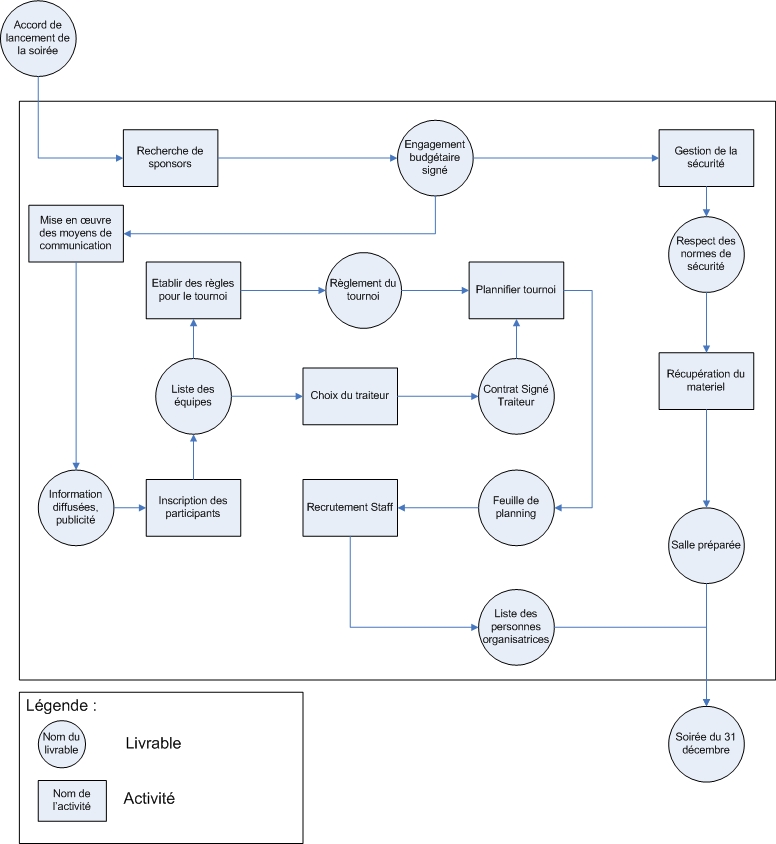 Accord de
lancement de
la soirée
Recherche de
sponsors
Engagement
budgétaire
signé
Gestion de la
sécurité
Mise en œuvre
des moyens de
communication
Respect des
normes de
sécurité
Etablir des règles
pour le tournoi
Règlement du
tournoi
Plannifier tournoi
Récupération du
materiel
Liste des
équipes
Choix du traiteur
Contrat Signé
Traiteur
Information
diffusées,
publicité
Inscription des
participants
Recrutement Staff
Feuille de
planning
Salle préparée
Liste des
personnes
organisatrices
Légende :
Nom du
livrable
Livrable
Nom de
l'activité
Activité
Soirée du 31
décembre